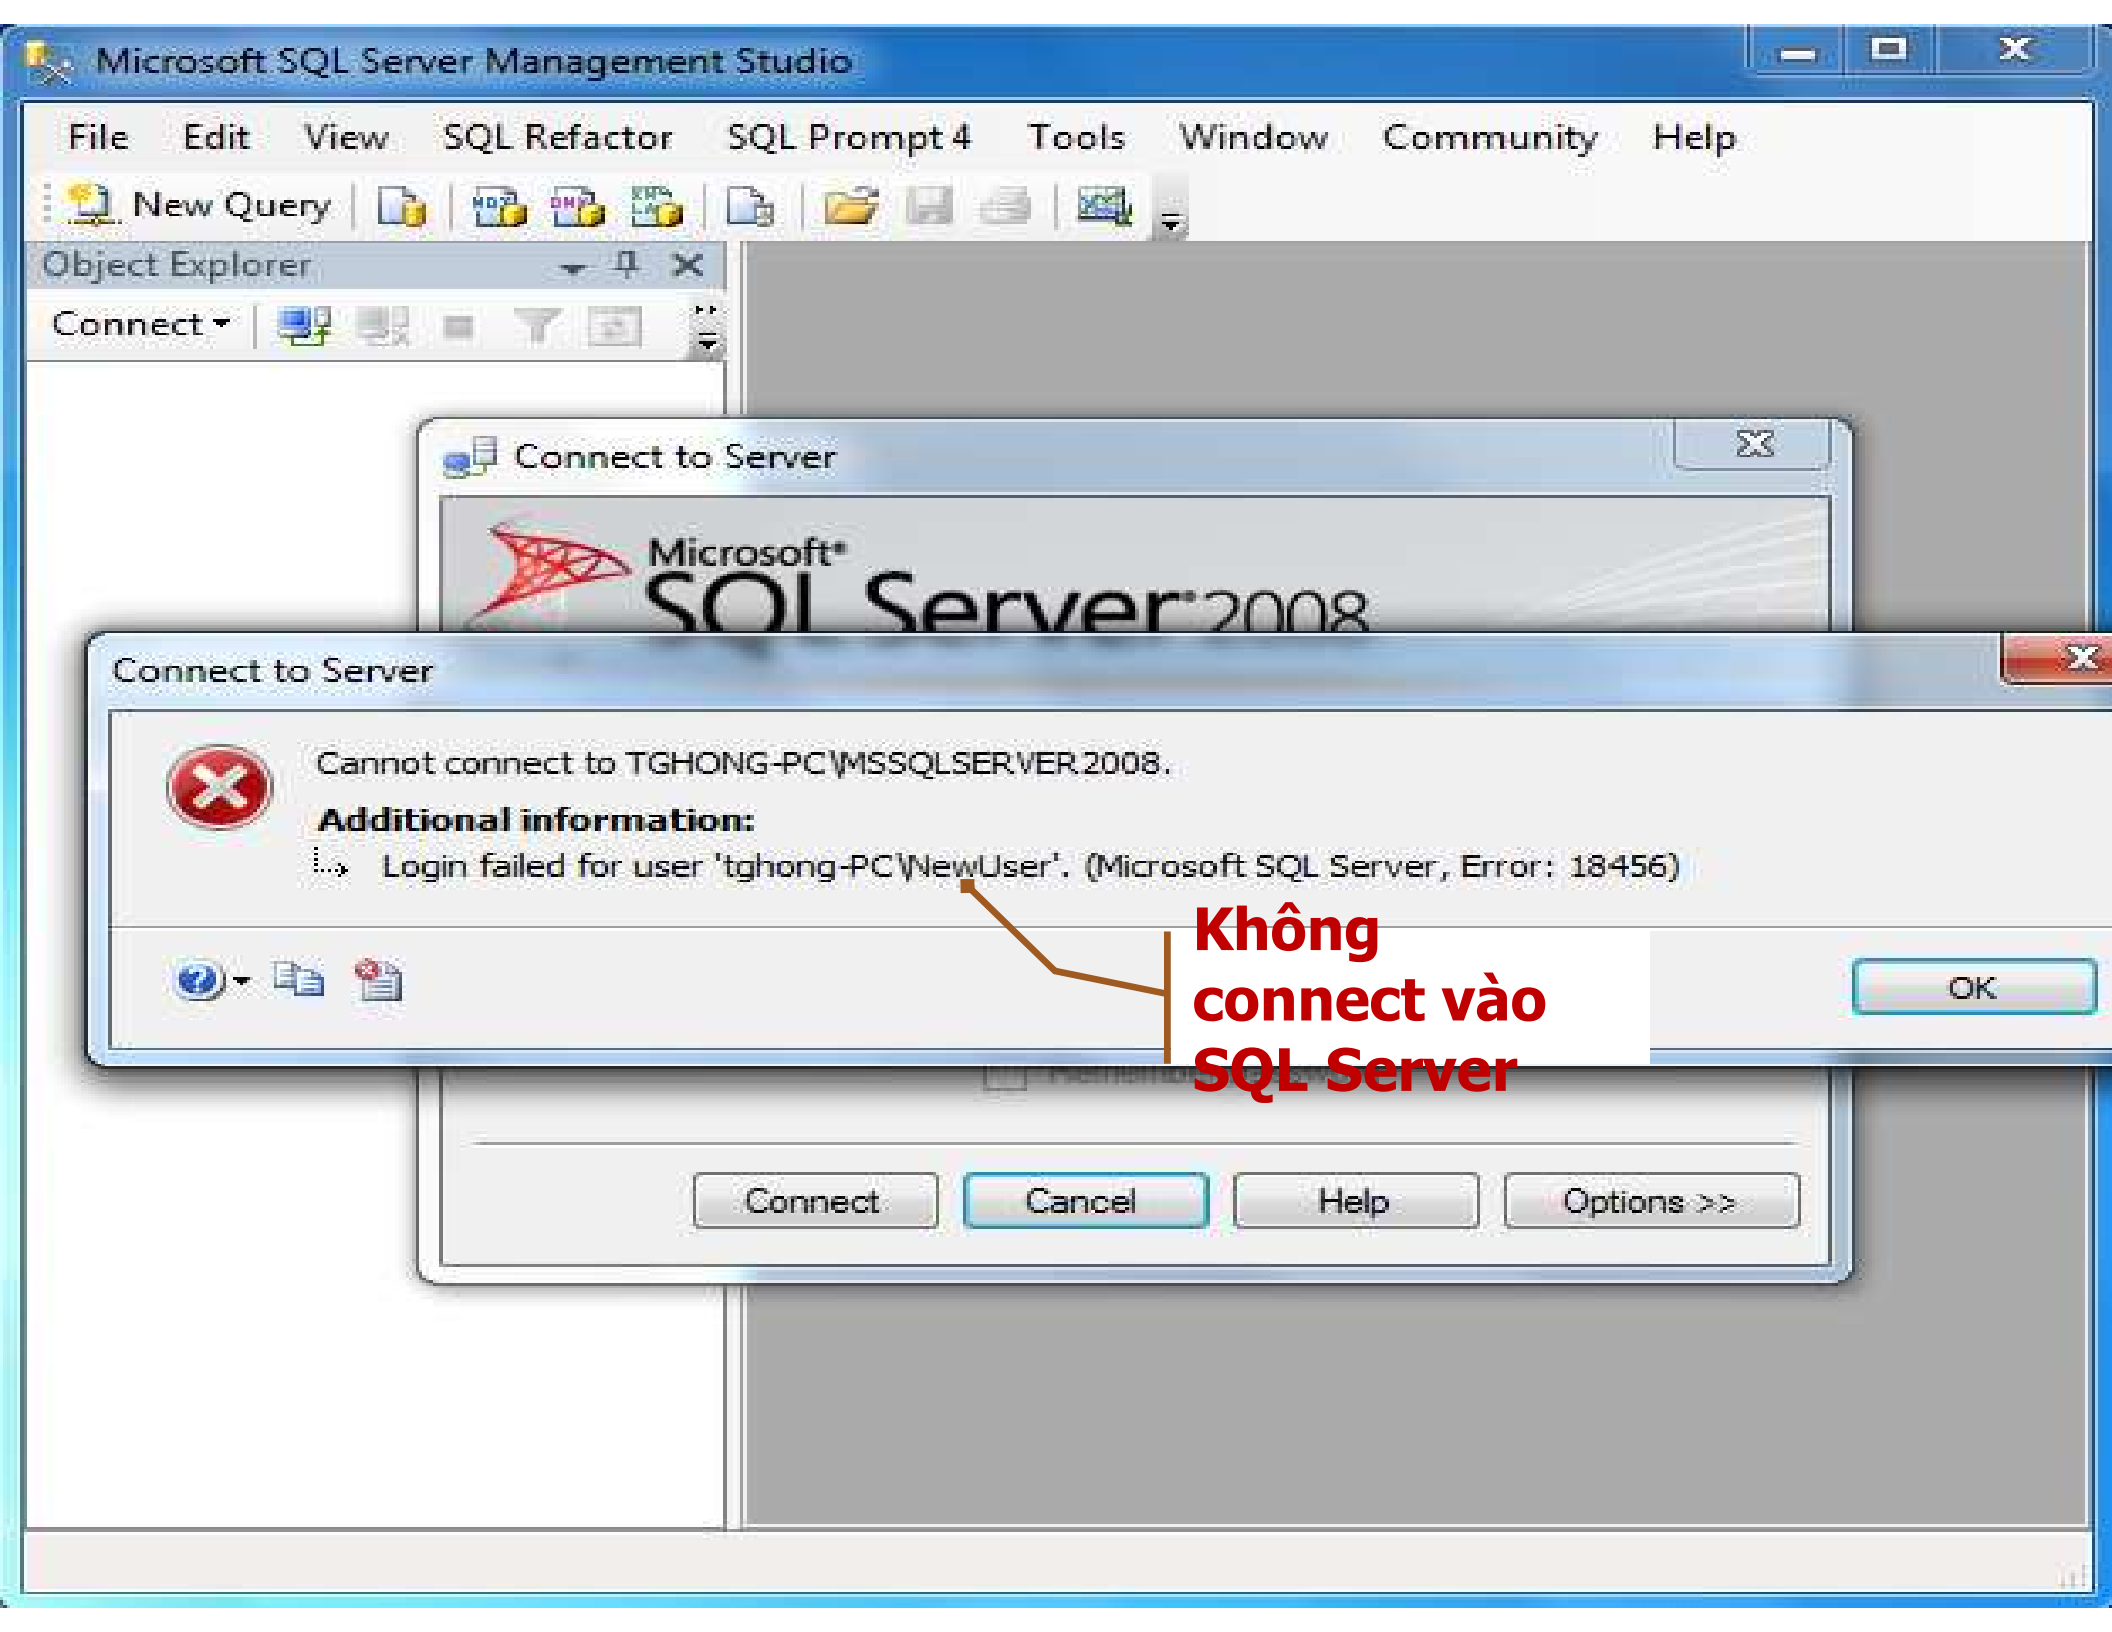 Microsoft SQL Server Management Studio
File Edit View SQL Refactor SQL Prompt 4 Tools Window Community Help
New Query
Object Explorer
Connect
Connect to Server
Microsoft
SQL Server 2008
Connect to Server
Cannot connect to TGHONG-PC\MSSQLSERVER2008.
Additional information:
Login failed for user 'tghong-PC\NewUser'. (Microsoft SQL Server, Error: 18456)
Không
connect vào
SQL Server
OK
Connect Cancel Help Options >>